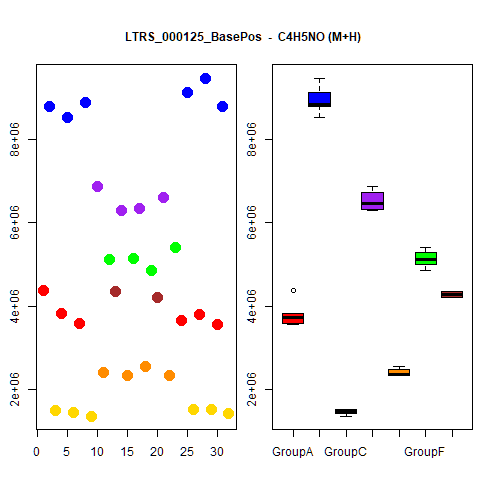 LTRS_000125_BasePos - C4H5NO (M+H)
8e+06
6e+06
4e+06
2e+06
0 5 10 15 20 25 30
8e+06
6e+06
4e+06
2e+06
GroupA GroupC GroupF